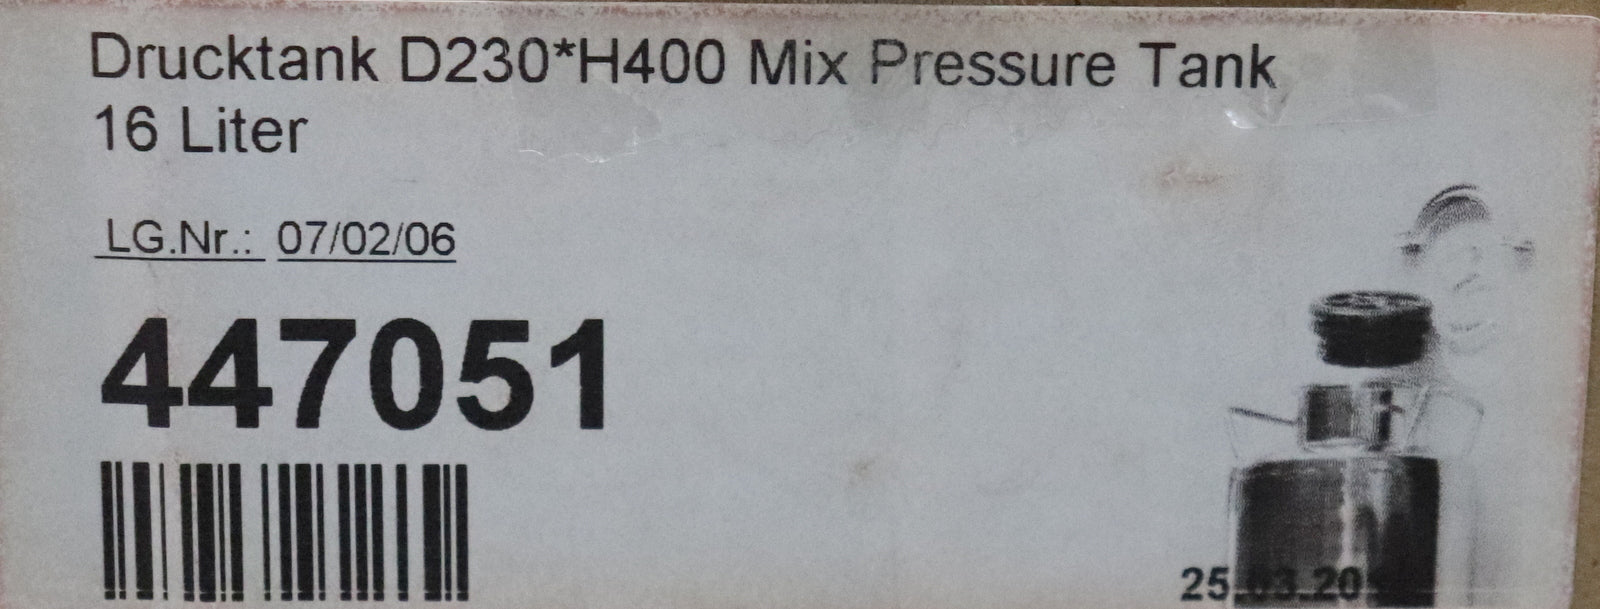 Drucktank D230*H400 Mix Pressure Tank
16 Liter
LG.Nr.: 07/02/06
447051